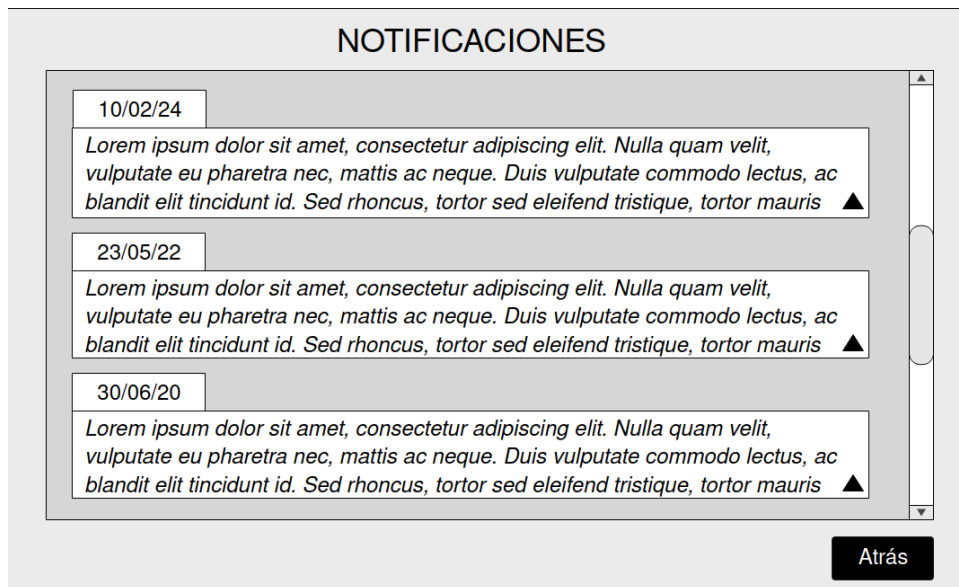 NOTIFICACIONES
10/02/24
Lorem ipsum dolor sit amet, consectetur adipiscing elit. Nulla quam velit,
vulputate eu pharetra nec, mattis ac neque. Duis vulputate commodo lectus, ac
blandit elit tincidunt id. Sed rhoncus, tortor sed eleifend tristique, tortor mauris
23/05/22
Lorem ipsum dolor sit amet, consectetur adipiscing elit. Nulla quam velit,
vulputate eu pharetra nec, mattis ac neque. Duis vulputate commodo lectus, ac
blandit elit tincidunt id. Sed rhoncus, tortor sed eleifend tristique, tortor mauris
30/06/20
Lorem ipsum dolor sit amet, consectetur adipiscing elit. Nulla quam velit,
vulputate eu pharetra nec, mattis ac neque. Duis vulputate commodo lectus, ac
blandit elit tincidunt id. Sed rhoncus, tortor sed eleifend tristique, tortor mauris
Atrás